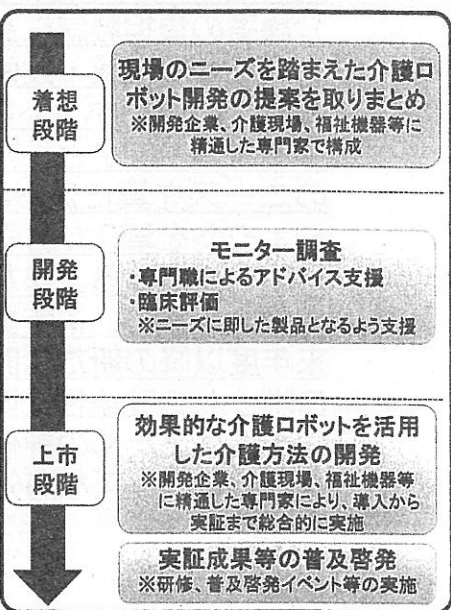 着想
段階
現場のニーズを踏まえた介護ロ
ボット開発の提案を取りまとめ
※開発企業、介護現場、福祉機器等に
精通した専門家で構成
開発
段階
モニター調査
・専門職によるアドバイス支援
・臨床評価
※ニーズに即した製品となるよう支援
上市
段階
効果的な介護ロボットを活用
した介護方法の開発
※開発企業、介護現場、福祉機器等
に精通した専門家により、導入から
実証まで総合的に実施
実証成果等の普及啓発
※研修、普及啓発イベント等の実施